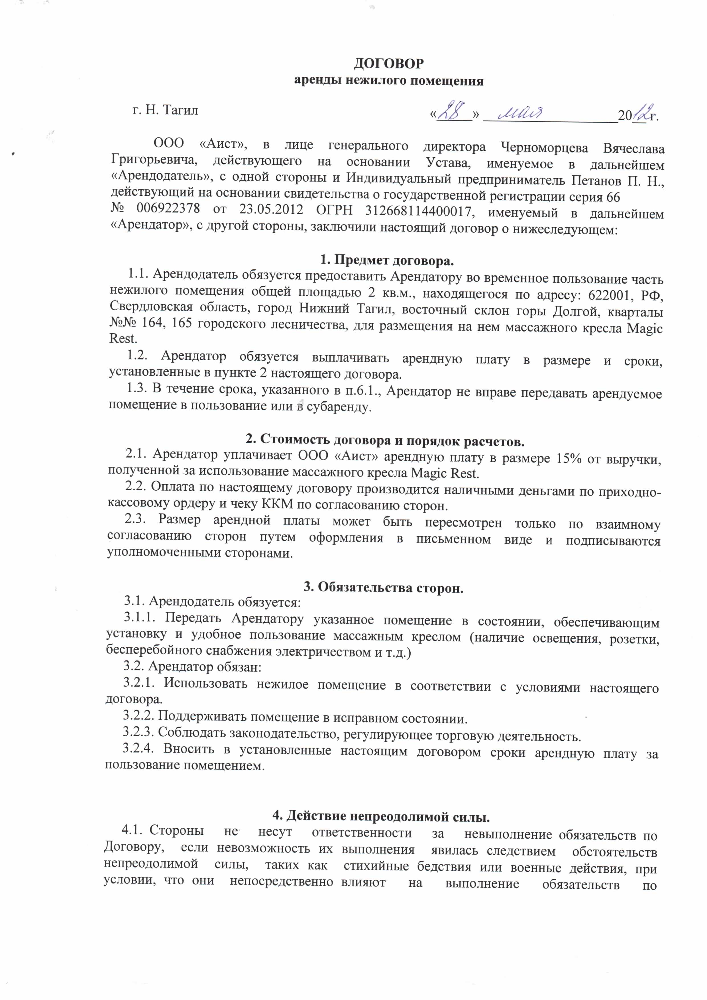 ДОГОВОР
аренды нежилого помещения
г. Н. Тагил «28» мая 2012 г.
ООО «Аист», в лице генерального директора Черноморцева Вячеслава
Григорьевича, действующего на основании Устава, именуемое в дальнейшем
«Арендодатель», с одной стороны и Индивидуальный предприниматель Петанов П. Н.,
действующий на основании свидетельства о государственной регистрации серия 66
№ 006922378 от 23.05.2012 ОГРН 312668114400017, именуемый в дальнейшем
«Арендатор», с другой стороны, заключили настоящий договор о нижеследующем:
1. Предмет договора.
1.1. Арендодатель обязуется предоставить Арендатору во временное пользование часть
нежилого помещения общей площадью 2 кв.м., находящегося по адресу: 622001, РФ,
Свердловская область, город Нижний Тагил, восточный склон горы Долгой, кварталы
№№ 164, 165 городского лесничества, для размещения на нем массажного кресла Magic
Rest.
1.2. Арендатор обязуется выплачивать арендную плату в размере и сроки,
установленные в пункте 2 настоящего договора.
1.3. В течение срока, указанного в п.6.1., Арендатор не вправе передавать арендуемое
помещение в пользование или в субаренду.
2. Стоимость договора и порядок расчетов.
2.1. Арендатор уплачивает ООО «Аист» арендную плату в размере 15% от выручки,
полученной за использование массажного кресла Magic Rest.
2.2. Оплата по настоящему договору производится наличными деньгами по приходно-
кассовому ордеру и чеку ККМ по согласованию сторон.
2.3. Размер арендной платы может быть пересмотрен только по взаимному
согласованию сторон путем оформления в письменном виде и подписываются
уполномоченными сторонами.
3. Обязательства сторон.
3.1. Арендодатель обязуется:
3.1.1. Передать Арендатору указанное помещение в состоянии, обеспечивающим
установку и удобное пользование массажным креслом (наличие освещения, розетки,
бесперебойного снабжения электричеством и т.д.)
3.2. Арендатор обязан:
3.2.1. Использовать нежилое помещение в соответствии с условиями настоящего
договора.
3.2.2. Поддерживать помещение в исправном состоянии.
3.2.3. Соблюдать законодательство, регулирующее торговую деятельность.
3.2.4. Вносить в установленные настоящим договором сроки арендную плату за
пользование помещением.
4. Действие непреодолимой силы.
4.1. Стороны не несут ответственности за невыполнение обязательств по
Договору, если невозможность их выполнения явилась следствием обстоятельств
непреодолимой силы, таких как стихийные бедствия или военные действия, при
условии, что они непосредственно влияют на выполнение обязательств по